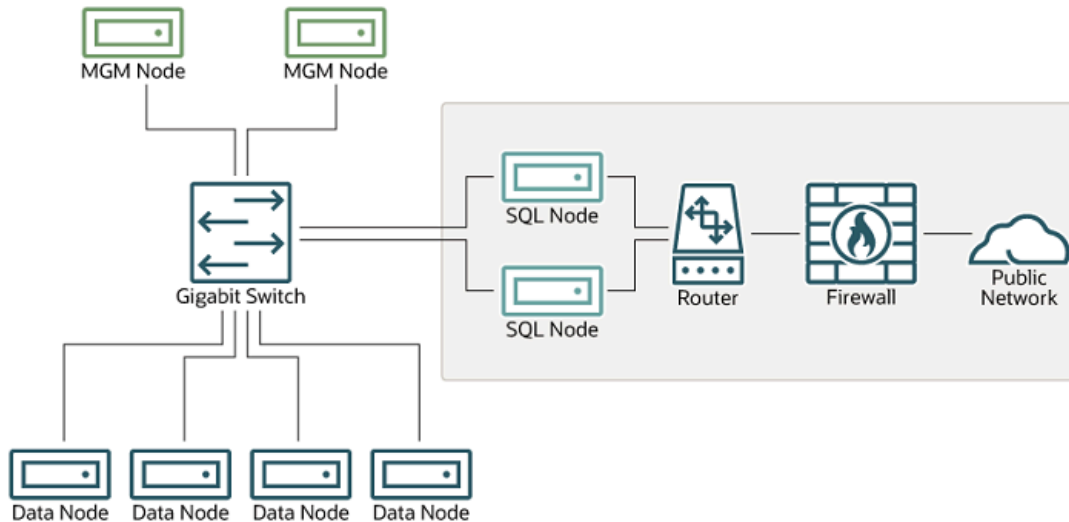 MGM Node
MGM Node
SQL Node
Gigabit Switch
SQL Node
Router
Firewall
Public
Network
Data Node
Data Node
Data Node
Data Node